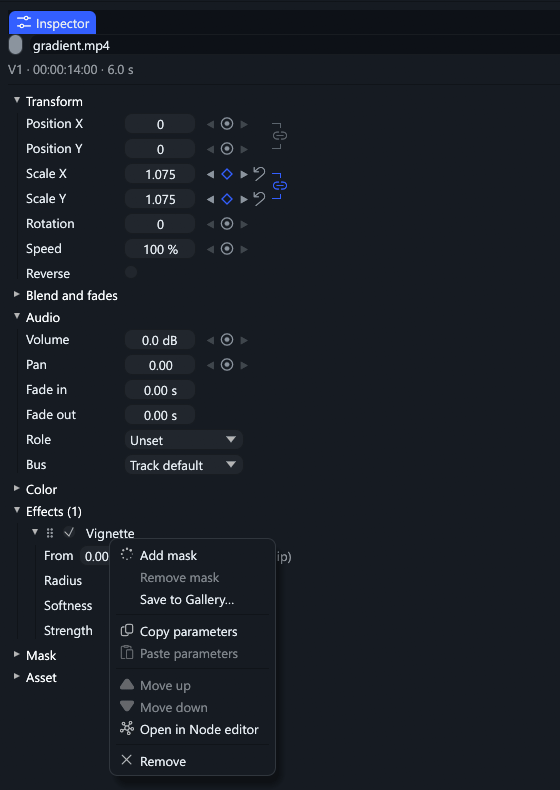 Inspector
gradient.mp4
V1 · 00:00:14:00 · 6.0 s
Transform
Position X 0
Position Y 0
Scale X 1.075
Scale Y 1.075
Rotation 0
Speed 100 %
Reverse
Blend and fades
Audio
Volume 0.0 dB
Pan 0.00
Fade in 0.00 s
Fade out 0.00 s
Role Unset
Bus Track default
Color
Effects (1)
Vignette
From 0.00
Radius
Softness
Strength
Mask
Asset
Add mask
Remove mask
Save to Gallery...
Copy parameters
Paste parameters
Move up
Move down
Open in Node editor
Remove